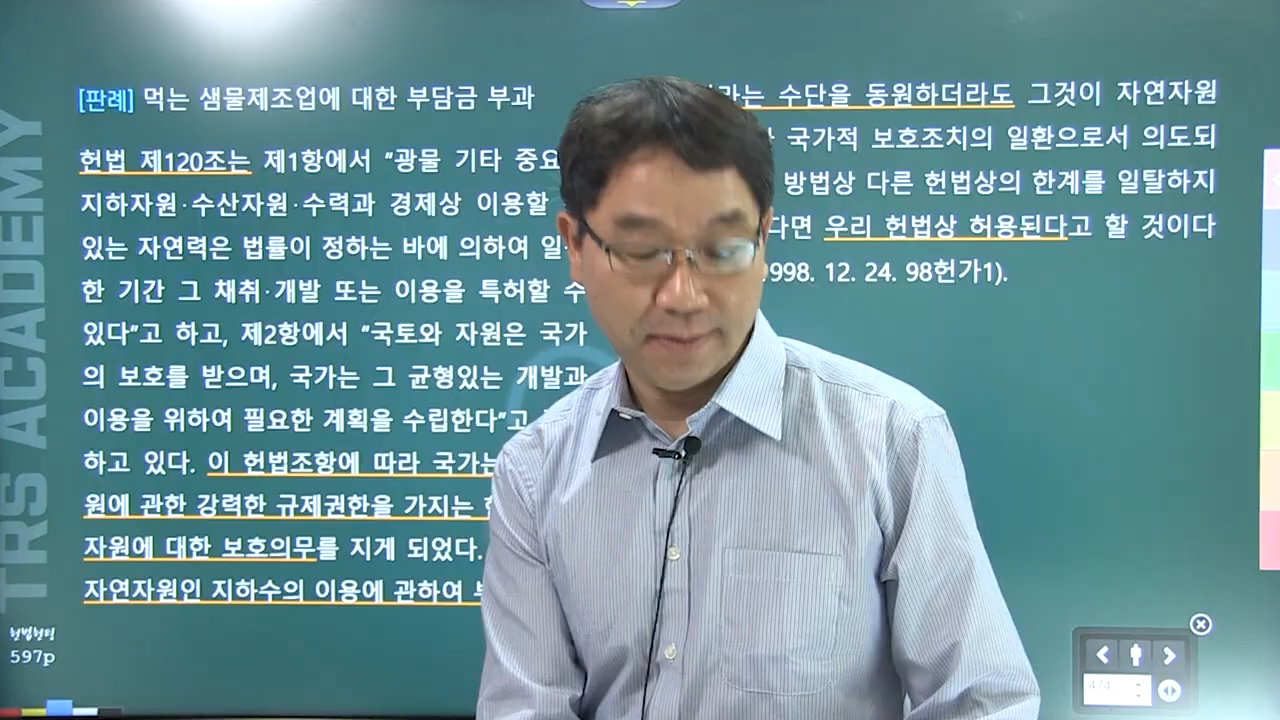 [판례] 먹는 샘물제조업에 대한 부담금 부과
헌법 제120조는 제1항에서 "광물 기타 중요
지하자원·수산자원·수력과 경제상 이용할
있는 자연력은 법률이 정하는 바에 의하여
한 기간 그 채취·개발 또는 이용을 특허할 수
있다"고 하고, 제2항에서 "국토와 자원은 국가
의 보호를 받으며, 국가는 그 균형있는 개발과
이용을 위하여 필요한 계획을 수립한다"고
하고 있다. 이 헌법조항에 따라 국가는
원에 관한 강력한 규제권한을 가지는
자원에 대한 보호의무를 지게 되었다.
자연자원인 지하수의 이용에 관하여
수단을 동원하더라도 그것이 자연자원
국가적 보호조치의 일환으로서 의도되
방법상 다른 헌법상의 한계를 일탈하지
다면 우리 헌법상 허용된다고 할 것이다
1998. 12. 24. 98헌가1).
TRS ACADEMY
597p